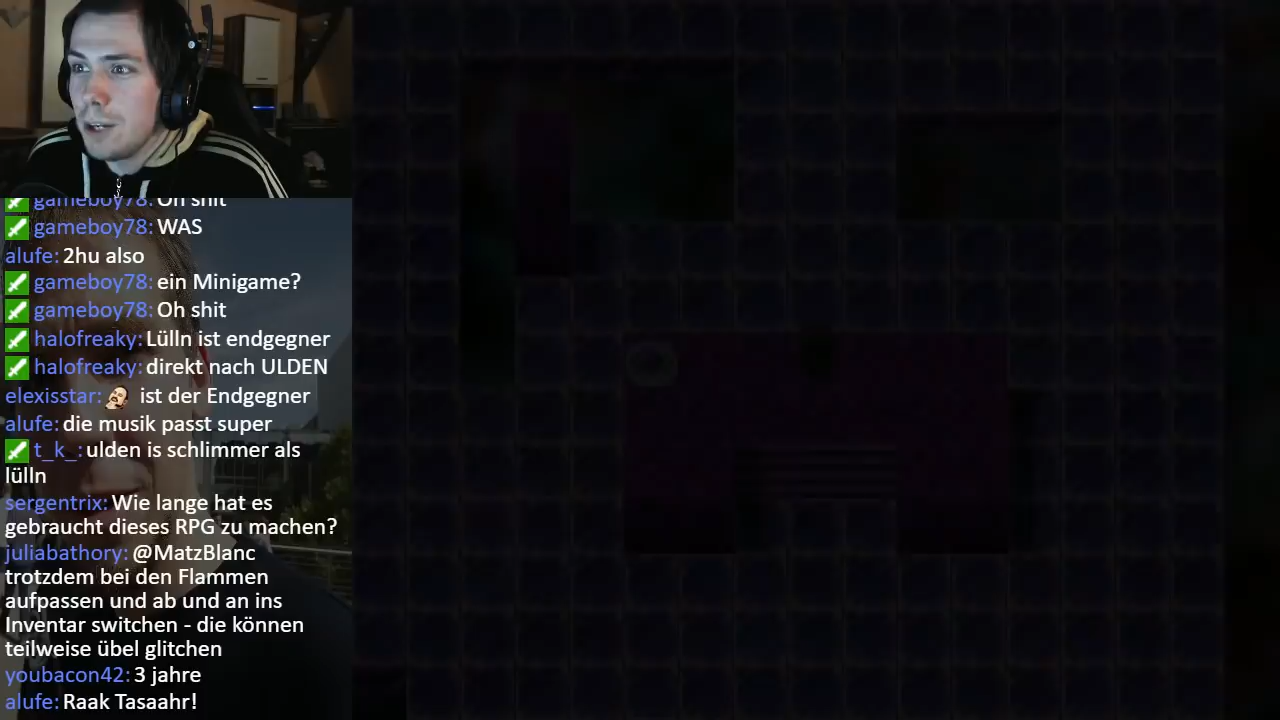 gameboy78: Oh shit
gameboy78: WAS
alufe: 2hu also
gameboy78: ein Minigame?
gameboy78: Oh shit
halofreaky: Lülln ist endgegner
halofreaky: direkt nach ULDEN
elexisstar: ist der Endgegner
alufe: die musik passt super
t_k_: ulden is schlimmer als
lülln
sergentrix: Wie lange hat es
gebraucht dieses RPG zu machen?
juliabathory: @MatzBlanc
trotzdem bei den Flammen
aufpassen und ab und an ins
Inventar switchen - die können
teilweise übel glitchen
youbacon42: 3 jahre
alufe: Raak Tasaahr!